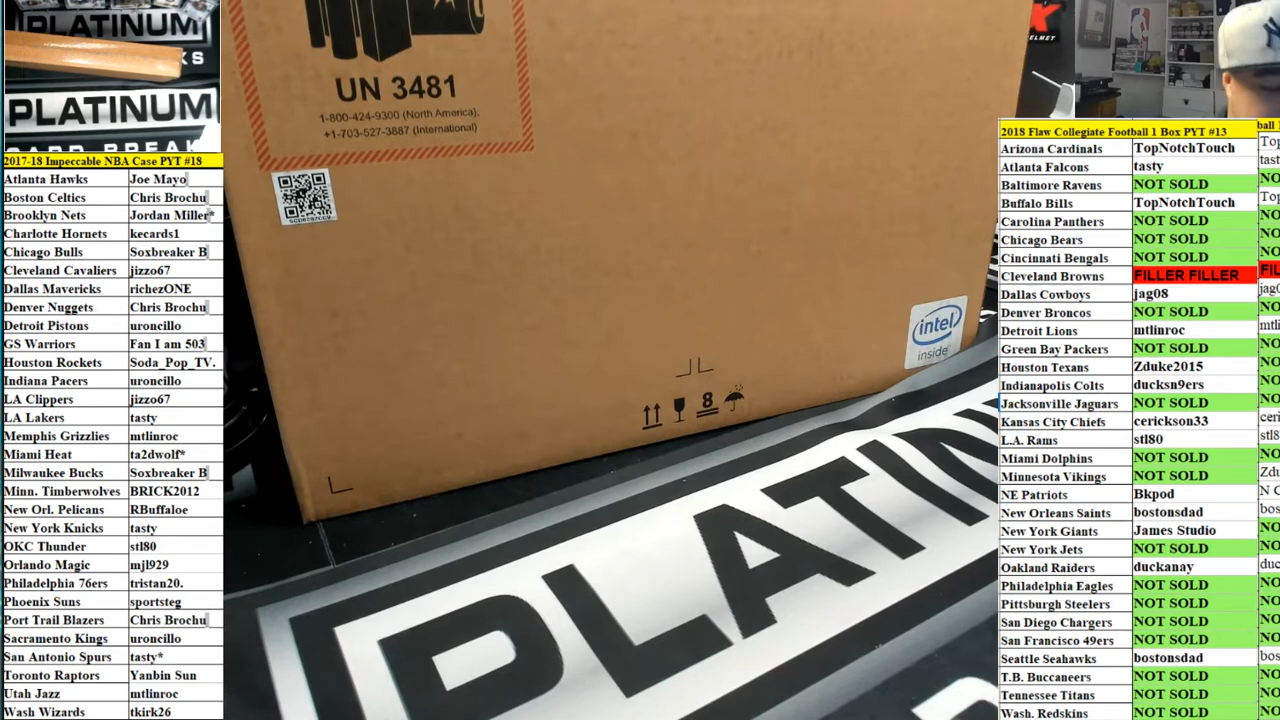 PLATINUM
KS
PLATINUM
CARD BREA
2017-18 Impeccable NBA Case PYT #18
Atlanta Hawks Joe Mayo
Boston Celtics Chris Brochu
Brooklyn Nets Jordan Miller*
Charlotte Hornets kecards1
Chicago Bulls Soxbreaker B
Cleveland Cavaliers jizzo67
Dallas Mavericks richezONE
Denver Nuggets Chris Brochu
Detroit Pistons uroncillo
GS Warriors Fan I am 503
Houston Rockets Soda_Pop_TV.
Indiana Pacers uroncillo
LA Clippers jizzo67
LA Lakers tasty
Memphis Grizzlies mtlinroc
Miami Heat ta2dwolf*
Milwaukee Bucks Soxbreaker B
Minn. Timberwolves BRICK2012
New Orl. Pelicans RBuffaloe
New York Knicks tasty
OKC Thunder stl80
Orlando Magic mjl929
Philadelphia 76ers tristan20.
Phoenix Suns sportsteg
Port Trail Blazers Chris Brochu
Sacramento Kings uroncillo
San Antonio Spurs tasty*
Toronto Raptors Yanbin Sun
Utah Jazz mtlinroc
Wash Wizards tkirk26
UN 3481
1-800-424-9300 (North America),
+1-703-527-3887 (International)
intel
inside
8
PLATIN
K
HELMET
2018 Flaw Collegiate Football 1 Box PYT #13
Arizona Cardinals TopNotchTouch
Atlanta Falcons tasty
Baltimore Ravens NOT SOLD
Buffalo Bills TopNotchTouch
Carolina Panthers NOT SOLD
Chicago Bears NOT SOLD
Cincinnati Bengals NOT SOLD
Cleveland Browns FILLER FILLER
Dallas Cowboys jag08
Denver Broncos NOT SOLD
Detroit Lions mtlinroc
Green Bay Packers NOT SOLD
Houston Texans Zduke2015
Indianapolis Colts ducksn9ers
Jacksonville Jaguars NOT SOLD
Kansas City Chiefs cerickson33
L.A. Rams stl80
Miami Dolphins NOT SOLD
Minnesota Vikings NOT SOLD
NE Patriots Bkpod
New Orleans Saints bostonsdad
New York Giants James Studio
New York Jets NOT SOLD
Oakland Raiders duckanay
Philadelphia Eagles NOT SOLD
Pittsburgh Steelers NOT SOLD
San Diego Chargers NOT SOLD
San Francisco 49ers NOT SOLD
Seattle Seahawks bostonsdad
T.B. Buccaneers NOT SOLD
Tennessee Titans NOT SOLD
Wash. Redskins NOT SOLD